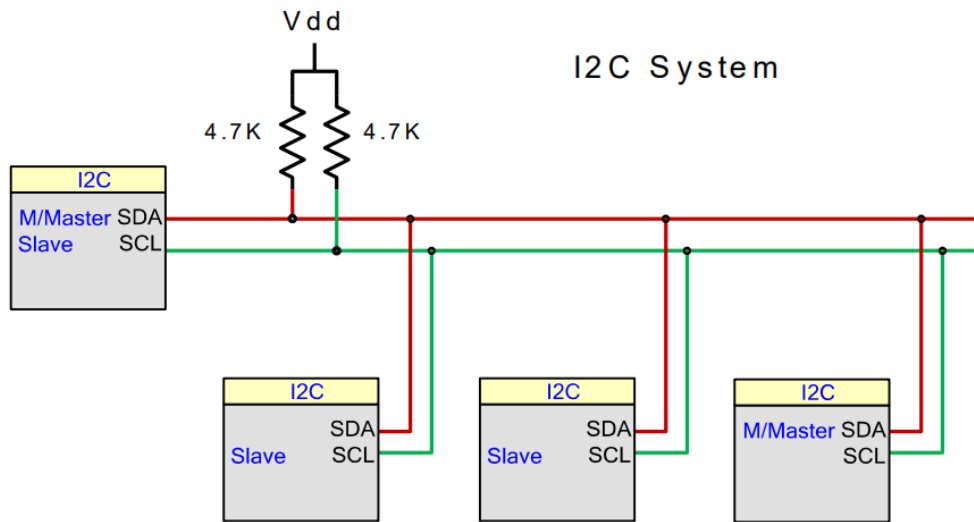 Vdd
I2C System
4.7K 4.7K
I2C
M/Master SDA
Slave SCL
I2C
SDA
Slave SCL
I2C
SDA
Slave SCL
I2C
M/Master SDA
SCL